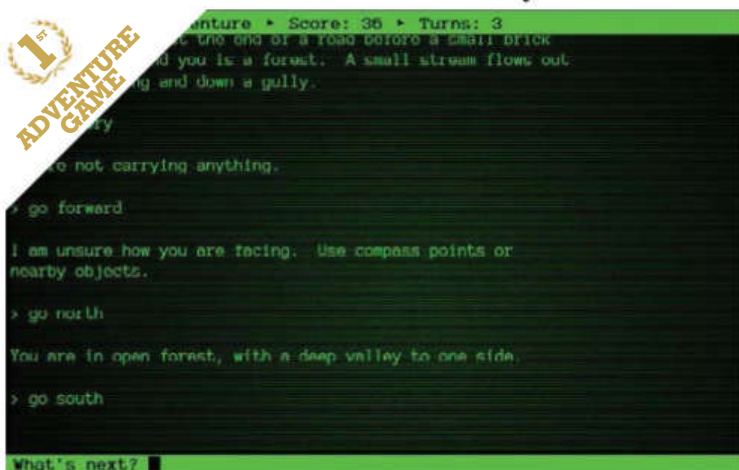 1ST
ADVENTURE
GAME
enture ▸ Score: 36 ▸ Turns: 3
the end of a road before a small brick
d you is a forest. A small stream flows out
ng and down a gully.
ry
not carrying anything.
> go forward
I am unsure how you are facing. Use compass points or
nearby objects.
> go north
You are in open forest, with a deep valley to one side.
> go south
What's next?